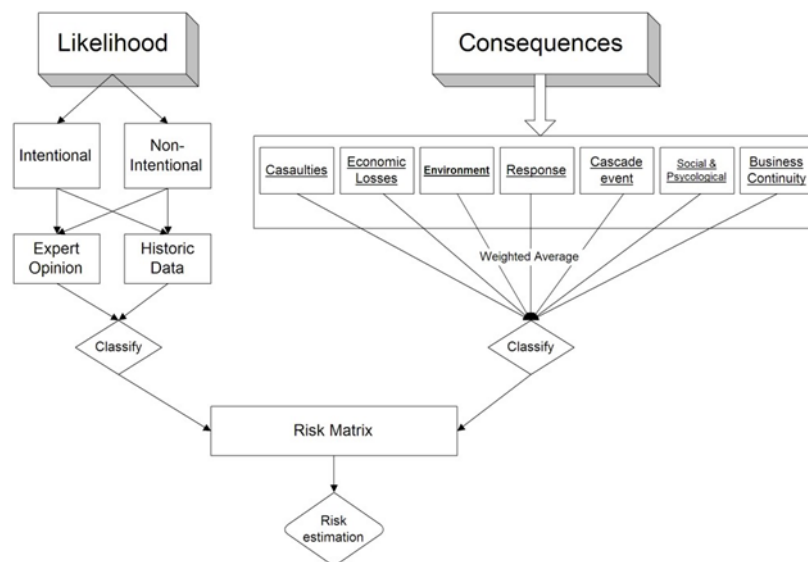 Likelihood
Consequences
Intentional
Non-
Intentional
Casaulties
Economic
Losses
Environment
Response
Cascade
event
Social &
Psycological
Business
Continuity
Expert
Opinion
Historic
Data
Weighted Average
Classify
Classify
Risk Matrix
Risk
estimation